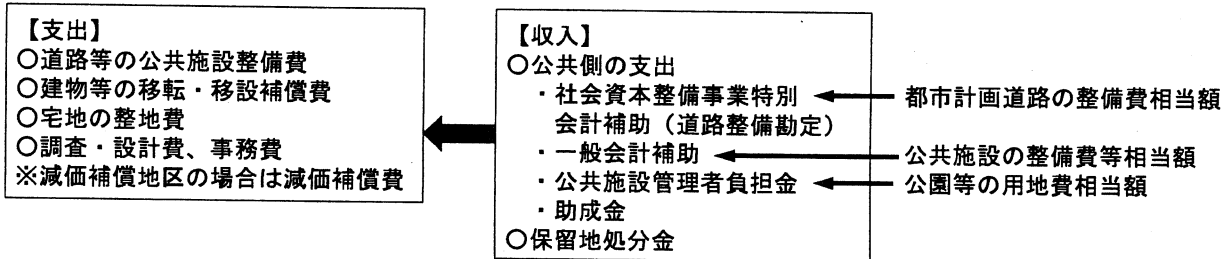 【支出】
〇道路等の公共施設整備費
〇建物等の移転・移設補償費
〇宅地の整地費
〇調査・設計費、事務費
※減価補償地区の場合は減価補償費
【収入】
〇公共側の支出
・社会資本整備事業特別
会計補助（道路整備勘定）
・一般会計補助
・公共施設管理者負担金
・助成金
〇保留地処分金
都市計画道路の整備費相当額
公共施設の整備費等相当額
公園等の用地費相当額